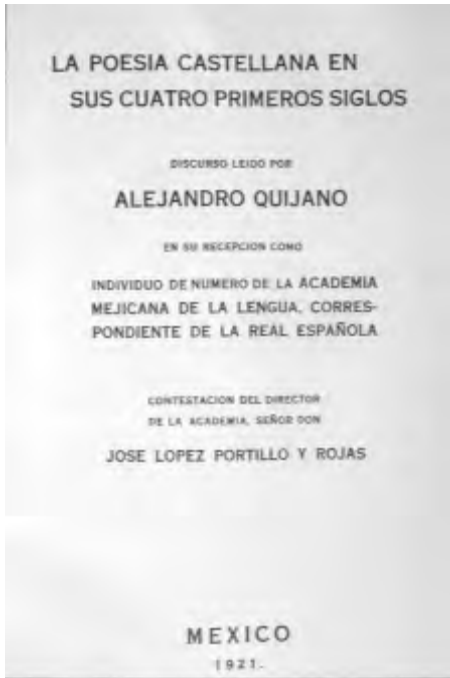 LA POESIA CASTELLANA EN
SUS CUATRO PRIMEROS SIGLOS
DISCURSO LEIDO POR
ALEJANDRO QUIJANO
EN SU RECEPCION COMO
INDIVIDUO DE NUMERO DE LA ACADEMIA
MEJICANA DE LA LENGUA, CORRES-
PONDIENTE DE LA REAL ESPAÑOLA
CONTESTACION DEL DIRECTOR
DE LA ACADEMIA, SEÑOR DON
JOSE LOPEZ PORTILLO Y ROJAS
MEXICO
1921.